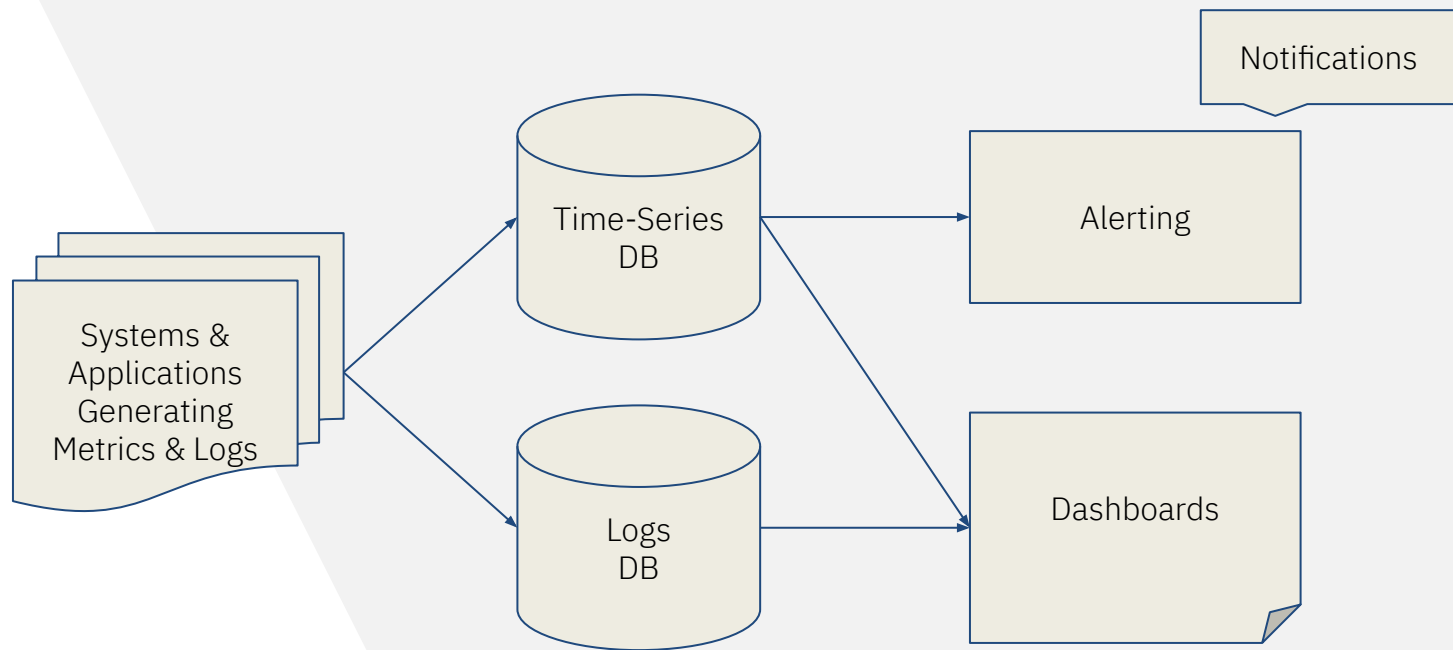 Notifications
Time-Series
DB
Alerting
Systems &
Applications
Generating
Metrics & Logs
Logs
DB
Dashboards